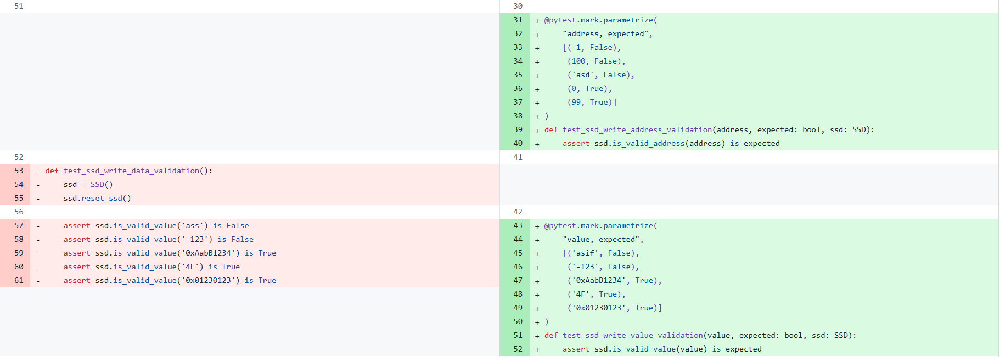 51
52
53 - def test_ssd_write_data_validation():
54 - ssd = SSD()
55 - ssd.reset_ssd()
56
57 - assert ssd.is_valid_value('ass') is False
58 - assert ssd.is_valid_value('-123') is False
59 - assert ssd.is_valid_value('0xAabB1234') is True
60 - assert ssd.is_valid_value('4F') is True
61 - assert ssd.is_valid_value('0x01230123') is True
30
31 + @pytest.mark.parametrize(
32 + "address, expected",
33 + [(-1, False),
34 + (100, False),
35 + ('asd', False),
36 + (0, True),
37 + (99, True)]
38 + )
39 + def test_ssd_write_address_validation(address, expected: bool, ssd: SSD):
40 + assert ssd.is_valid_address(address) is expected
41
42
43 + @pytest.mark.parametrize(
44 + "value, expected",
45 + [('asif', False),
46 + ('-123', False),
47 + ('0xAabB1234', True),
48 + ('4F', True),
49 + ('0x01230123', True)]
50 + )
51 + def test_ssd_write_value_validation(value, expected: bool, ssd: SSD):
52 + assert ssd.is_valid_value(value) is expected